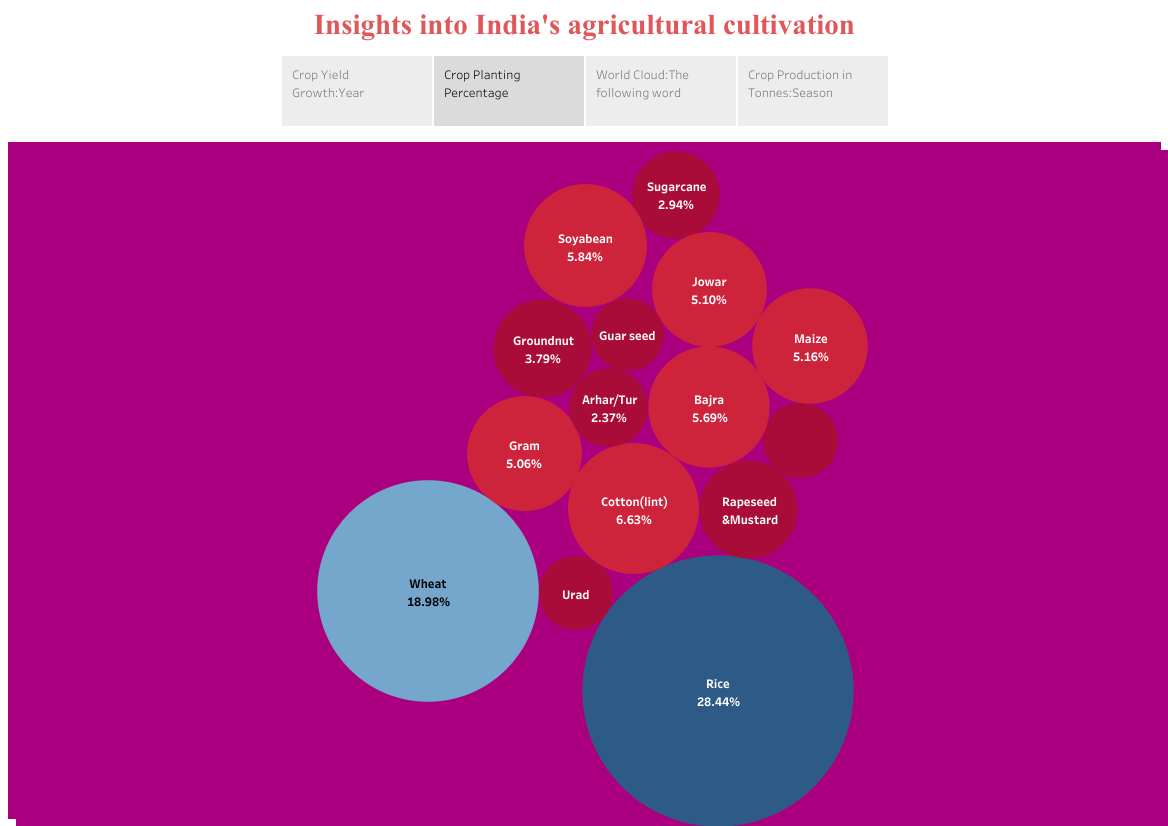 Insights into India's agricultural cultivation
Crop Yield
Growth:Year
Crop Planting
Percentage
World Cloud:The
following word
Crop Production in
Tonnes:Season
Sugarcane
2.94%
Soyabean
5.84%
Jowar
5.10%
Guar seed
Groundnut
3.79%
Maize
5.16%
Arhar/Tur
2.37%
Bajra
5.69%
Gram
5.06%
Cotton(lint)
6.63%
Rapeseed
&Mustard
Wheat
18.98%
Urad
Rice
28.44%